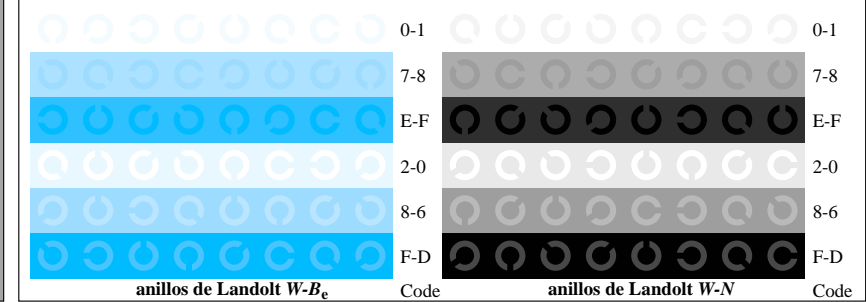 0-1 0-1
7-8 7-8
E-F E-F
2-0 2-0
8-6 8-6
F-D F-D
anillos de Landolt W-Be Code anillos de Landolt W-N Code